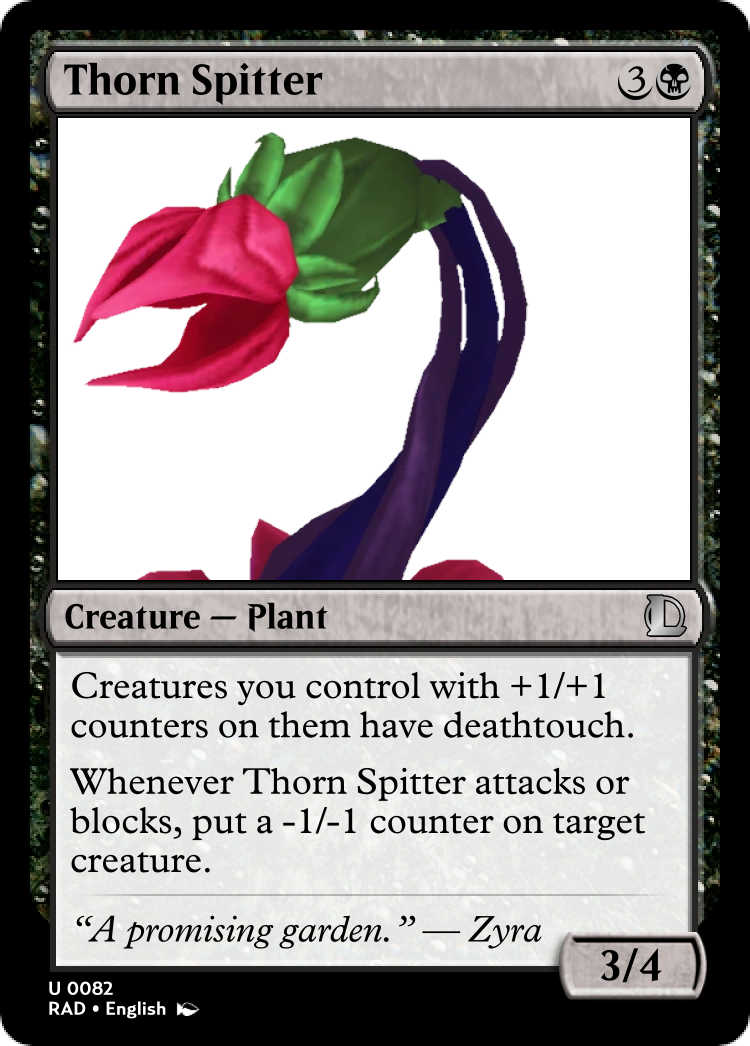 Thorn Spitter 3
Creature — Plant
Creatures you control with +1/+1
counters on them have deathtouch.
Whenever Thorn Spitter attacks or
blocks, put a -1/-1 counter on target
creature.
“A promising garden.” — Zyra
3/4
U 0082
RAD • English